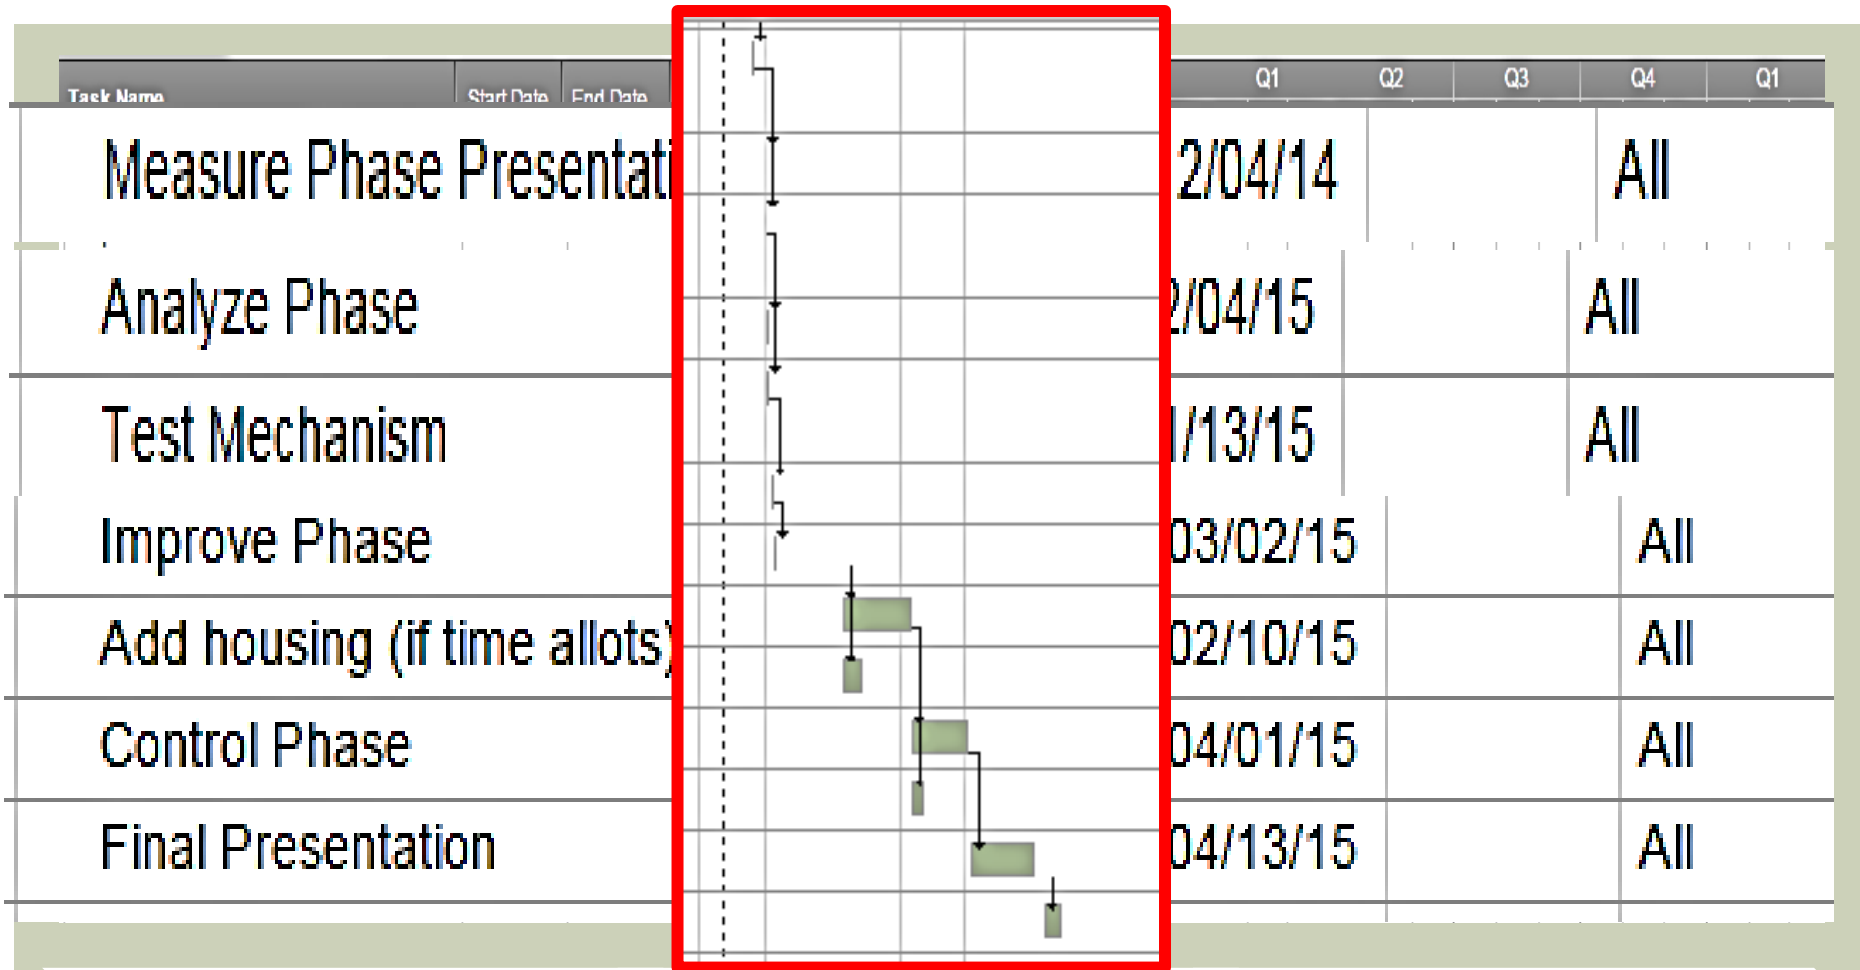 Task Name Start Date End Date Q1 Q2 Q3 Q4 Q1
Measure Phase Presentati 2/04/14 All
Analyze Phase 2/04/15 All
Test Mechanism 1/13/15 All
Improve Phase 03/02/15 All
Add housing (if time allots) 02/10/15 All
Control Phase 04/01/15 All
Final Presentation 04/13/15 All